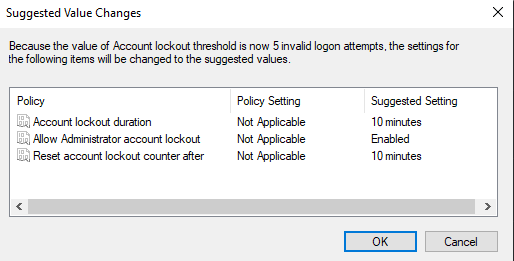 Suggested Value Changes
Because the value of Account lockout threshold is now 5 invalid logon attempts, the settings for
the following items will be changed to the suggested values.
Policy Policy Setting Suggested Setting
Account lockout duration Not Applicable 10 minutes
Allow Administrator account lockout Not Applicable Enabled
Reset account lockout counter after Not Applicable 10 minutes
OK Cancel